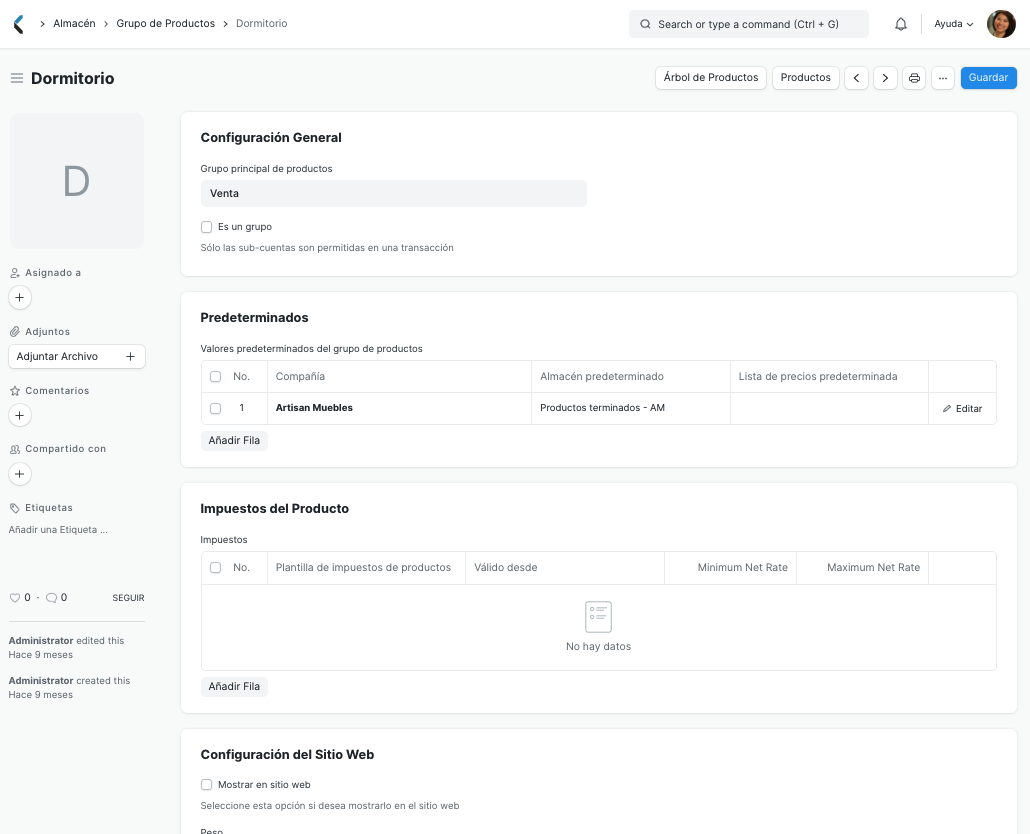 Almacén
Grupo de Productos
Dormitorio
Search or type a command (Ctrl + G)
Ayuda
Dormitorio
Árbol de Productos
Productos
...
Guardar
D
Asignado a
Adjuntos
Adjuntar Archivo
Comentarios
Compartido con
Etiquetas
Añadir una Etiqueta ...
0 · 0 SEGUIR
Administrator edited this
Hace 9 meses
Administrator created this
Hace 9 meses
Configuración General
Grupo principal de productos
Venta
Es un grupo
Sólo las sub-cuentas son permitidas en una transacción
Predeterminados
Valores predeterminados del grupo de productos
No. Compañía Almacén predeterminado Lista de precios predeterminada
1 Artisan Muebles Productos terminados - AM Editar
Añadir Fila
Impuestos del Producto
Impuestos
No. Plantilla de impuestos de productos Válido desde Minimum Net Rate Maximum Net Rate
No hay datos
Añadir Fila
Configuración del Sitio Web
Mostrar en sitio web
Seleccione esta opción si desea mostrarlo en el sitio web
Peso